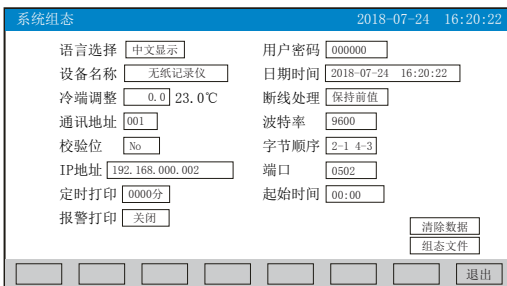 系统组态 2018-07-24 16:20:22
语言选择 中文显示 用户密码 000000
设备名称 无纸记录仪 日期时间 2018-07-24 16:20:22
冷端调整 0.0 23.0℃ 断线处理 保持前值
通讯地址 001 波特率 9600
校验位 No 字节顺序 2-1 4-3
IP地址 192.168.000.002 端口 0502
定时打印 0000分 起始时间 00:00
报警打印 关闭
清除数据
组态文件
退出